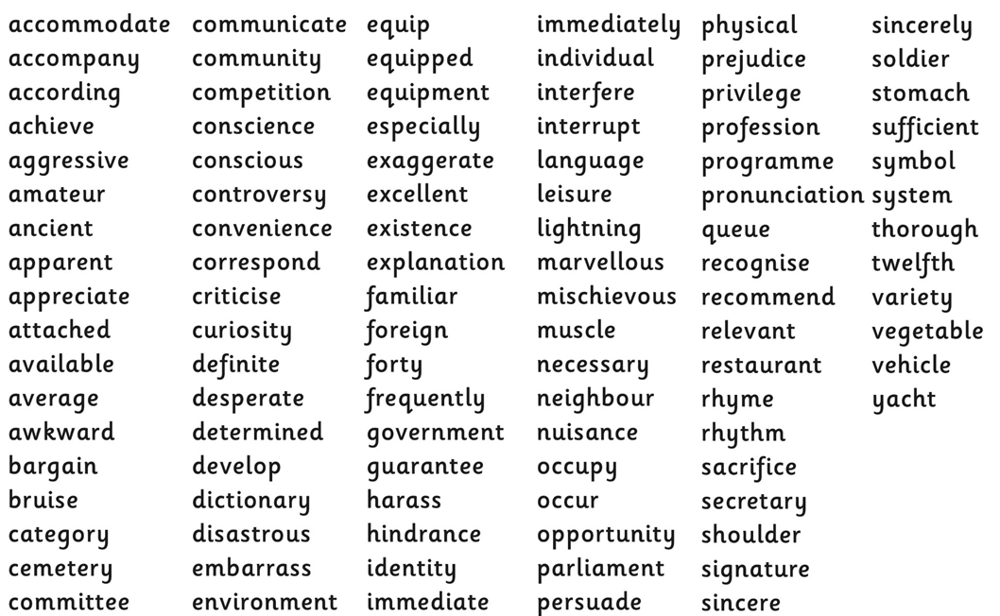 accommodate communicate equip immediately physical sincerely
accompany community equipped individual prejudice soldier
according competition equipment interfere privilege stomach
achieve conscience especially interrupt profession sufficient
aggressive conscious exaggerate language programme symbol
amateur controversy excellent leisure pronunciation system
ancient convenience existence lightning queue thorough
apparent correspond explanation marvellous recognise twelfth
appreciate criticise familiar mischievous recommend variety
attached curiosity foreign muscle relevant vegetable
available definite forty necessary restaurant vehicle
average desperate frequently neighbour rhyme yacht
awkward determined government nuisance rhythm
bargain develop guarantee occupy sacrifice
bruise dictionary harass occur secretary
category disastrous hindrance opportunity shoulder
cemetery embarrass identity parliament signature
committee environment immediate persuade sincere